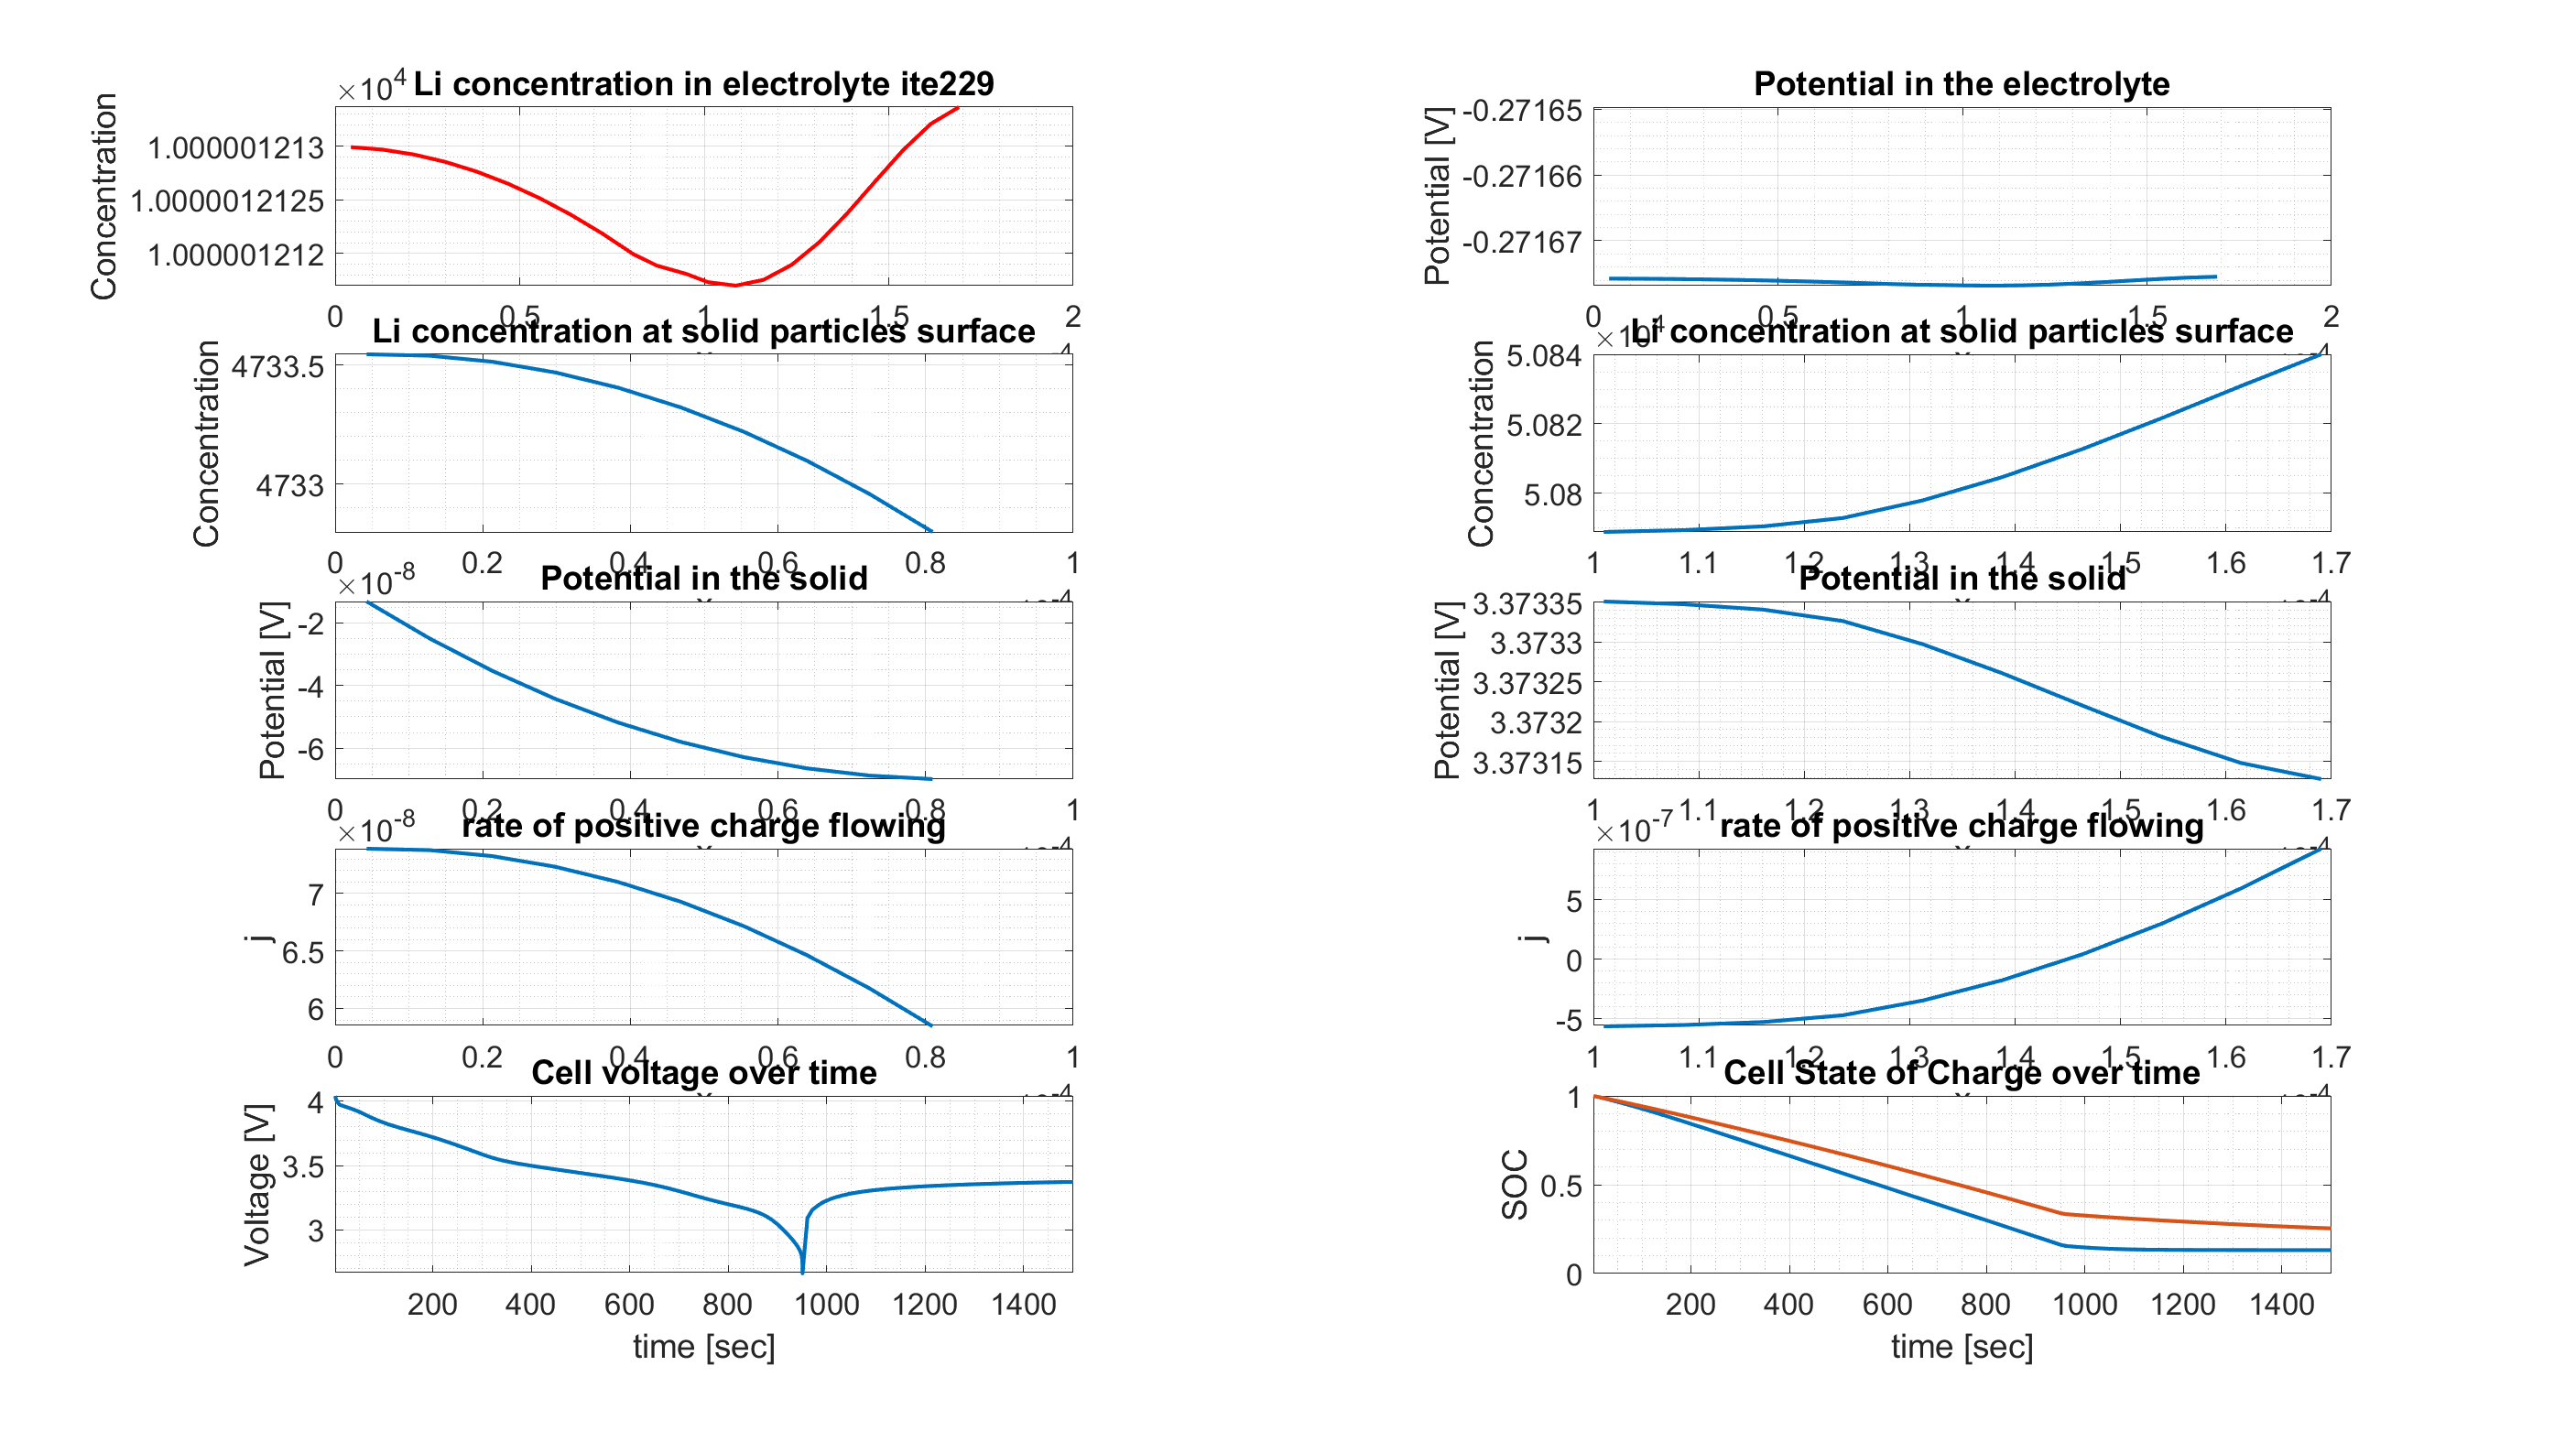 ×10^4 Li concentration in electrolyte ite229
Concentration
1.000001213
1.0000012125
1.000001212
0 0.5 1 1.5 2
Potential in the electrolyte
Potential [V]
-0.27165
-0.27166
-0.27167
0 0.5 1 1.5 2
Li concentration at solid particles surface
Concentration
4733.5
4733
0 0.2 0.4 0.6 0.8 1
×10^4 Li concentration at solid particles surface
Concentration
5.084
5.082
5.08
1 1.1 1.2 1.3 1.4 1.5 1.6 1.7
×10^-8 Potential in the solid
Potential [V]
-2
-4
-6
0 0.2 0.4 0.6 0.8 1
Potential in the solid
Potential [V]
3.37335
3.3733
3.37325
3.3732
3.37315
1 1.1 1.2 1.3 1.4 1.5 1.6 1.7
×10^-8 rate of positive charge flowing
j
7
6.5
6
0 0.2 0.4 0.6 0.8 1
×10^-7 rate of positive charge flowing
j
5
0
-5
1 1.1 1.2 1.3 1.4 1.5 1.6 1.7
Cell voltage over time
Voltage [V]
4
3.5
3
200 400 600 800 1000 1200 1400
time [sec]
Cell State of Charge over time
SOC
1
0.5
0
200 400 600 800 1000 1200 1400
time [sec]